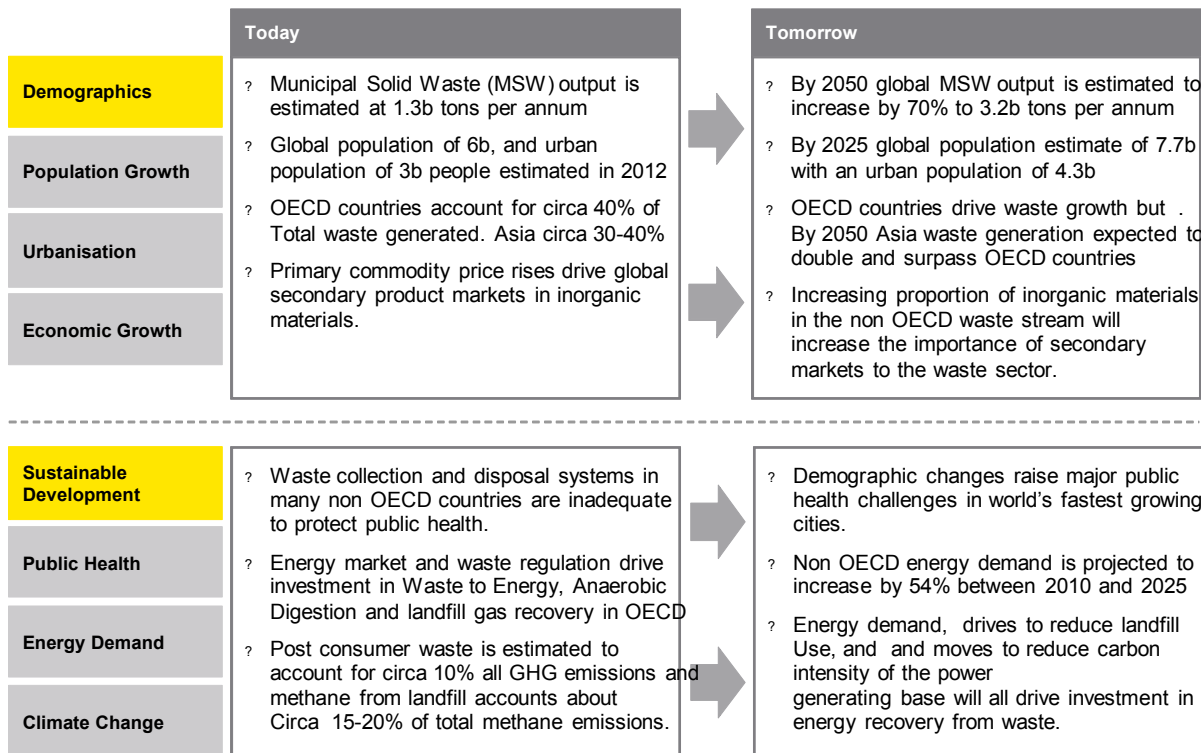 Today
Tomorrow
Demographics
Population Growth
Urbanisation
Economic Growth
? Municipal Solid Waste (MSW) output is
estimated at 1.3b tons per annum
? Global population of 6b, and urban
population of 3b people estimated in 2012
? OECD countries account for circa 40% of
Total waste generated. Asia circa 30-40%
? Primary commodity price rises drive global
secondary product markets in inorganic
materials.
? By 2050 global MSW output is estimated to
increase by 70% to 3.2b tons per annum
? By 2025 global population estimate of 7.7b
with an urban population of 4.3b
? OECD countries drive waste growth but .
By 2050 Asia waste generation expected to
double and surpass OECD countries
? Increasing proportion of inorganic materials
in the non OECD waste stream will
increase the importance of secondary
markets to the waste sector.
Sustainable
Development
Public Health
Energy Demand
Climate Change
? Waste collection and disposal systems in
many non OECD countries are inadequate
to protect public health.
? Energy market and waste regulation drive
investment in Waste to Energy, Anaerobic
Digestion and landfill gas recovery in OECD
? Post consumer waste is estimated to
account for circa 10% all GHG emissions and
methane from landfill accounts about
Circa 15-20% of total methane emissions.
? Demographic changes raise major public
health challenges in world's fastest growing
cities.
? Non OECD energy demand is projected to
increase by 54% between 2010 and 2025
? Energy demand, drives to reduce landfill
Use, and and moves to reduce carbon
intensity of the power
generating base will all drive investment in
energy recovery from waste.